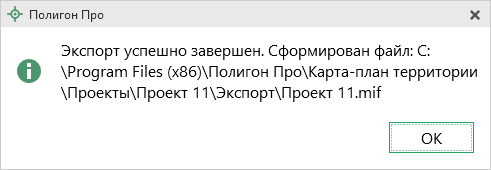 Полигон Про
Экспорт успешно завершен. Сформирован файл: C:
\Program Files (x86)\Полигон Про\Карта-план территории
\Проекты\Проект 11\Экспорт\Проект 11.mif
ОК